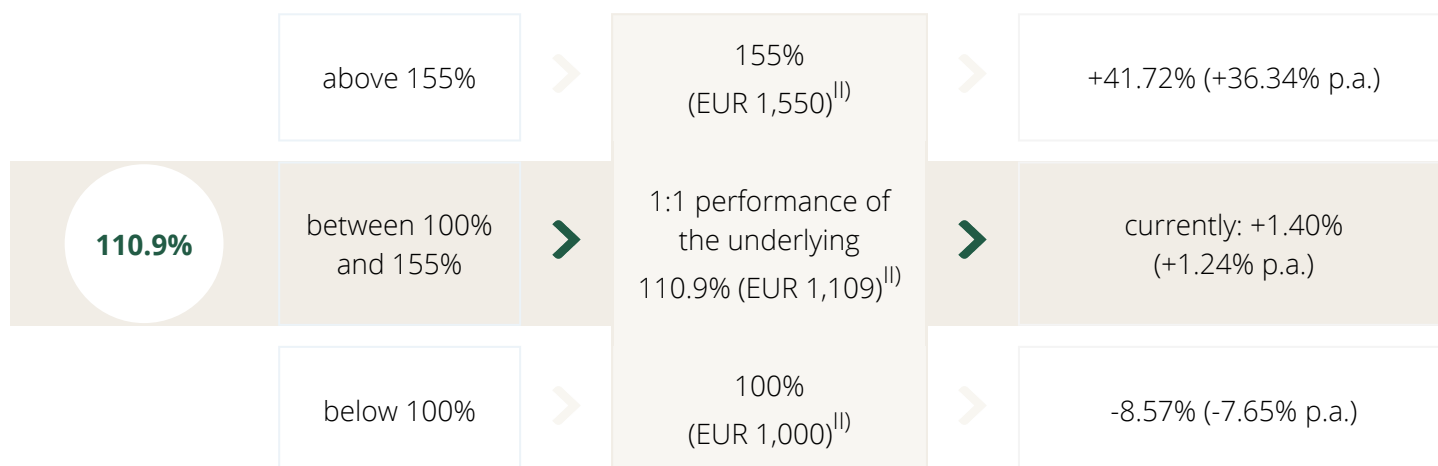 above 155%
155%
(EUR 1,550)II)
+41.72% (+36.34% p.a.)
110.9%
between 100%
and 155%
1:1 performance of
the underlying
110.9% (EUR 1,109)II)
currently: +1.40%
(+1.24% p.a.)
below 100%
100%
(EUR 1,000)II)
-8.57% (-7.65% p.a.)